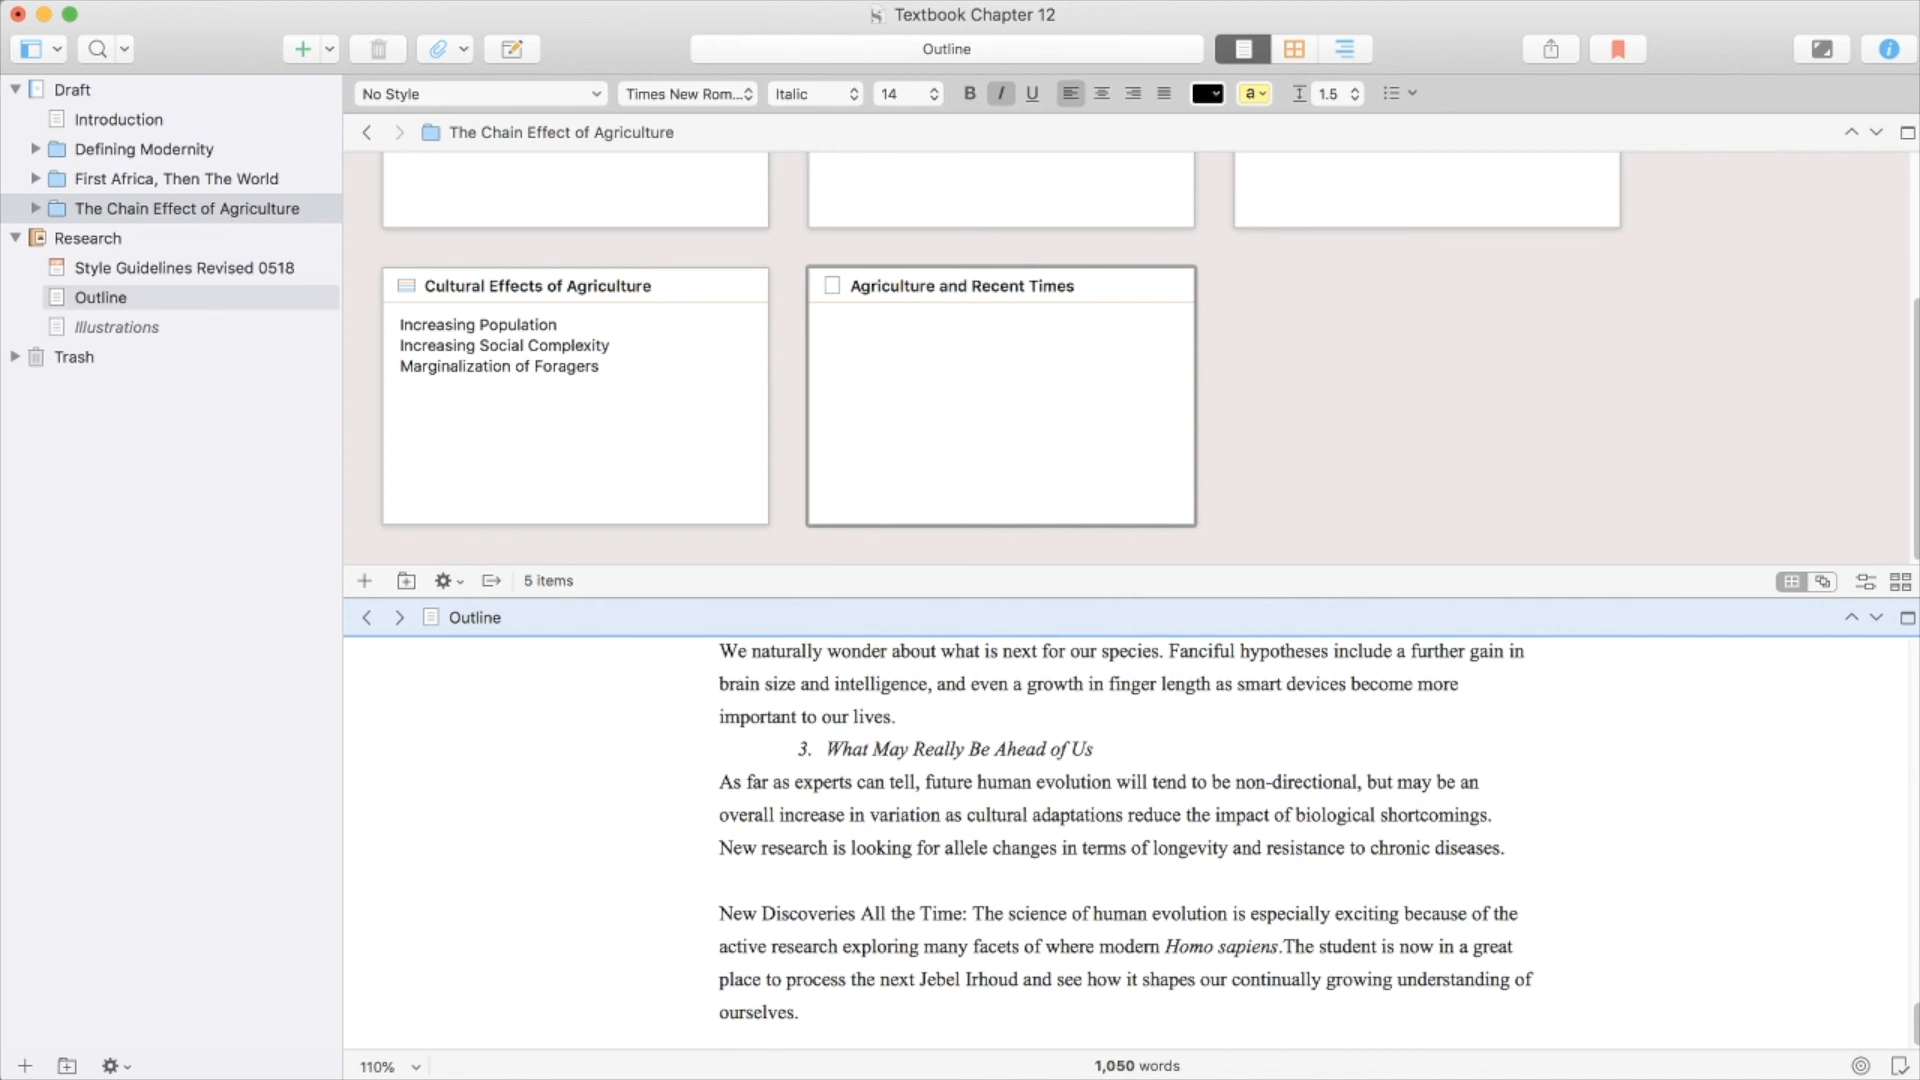 Textbook Chapter 12
Outline
Draft
Introduction
Defining Modernity
First Africa, Then The World
The Chain Effect of Agriculture
Research
Style Guidelines Revised 0518
Outline
Illustrations
Trash
No Style
Times New Rom...
Italic
14
B
I
U
a
1.5
The Chain Effect of Agriculture
Cultural Effects of Agriculture
Increasing Population
Increasing Social Complexity
Marginalization of Foragers
Agriculture and Recent Times
5 items
Outline
We naturally wonder about what is next for our species. Fanciful hypotheses include a further gain in
brain size and intelligence, and even a growth in finger length as smart devices become more
important to our lives.
3. What May Really Be Ahead of Us
As far as experts can tell, future human evolution will tend to be non-directional, but may be an
overall increase in variation as cultural adaptations reduce the impact of biological shortcomings.
New research is looking for allele changes in terms of longevity and resistance to chronic diseases.
New Discoveries All the Time: The science of human evolution is especially exciting because of the
active research exploring many facets of where modern Homo sapiens.The student is now in a great
place to process the next Jebel Irhoud and see how it shapes our continually growing understanding of
ourselves.
110%
1,050 words